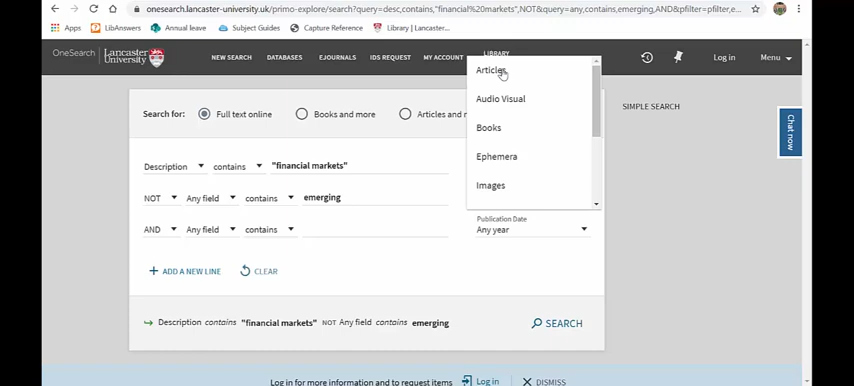 onesearch.lancaster-university.uk/primo-explore/search?query=desc,contains,"financial%20markets",NOT&query=any,contains,emerging,AND&pfilter=pfilter,e...
Apps LibAnswers Annual leave Subject Guides Capture Reference Library | Lancaster...
OneSearch Lancaster University NEW SEARCH DATABASES EJOURNALS IDS REQUEST MY ACCOUNT LIBRARY Log in Menu
Articles
Audio Visual
Books
Ephemera
Images
Search for: Full text online Books and more Articles and
SIMPLE SEARCH
Chat now
Description contains "financial markets"
NOT Any field contains emerging
Publication Date
AND Any field contains Any year
+ ADD A NEW LINE CLEAR
Description contains "financial markets" NOT Any field contains emerging SEARCH
Log in for more information and to request items Log in DISMISS